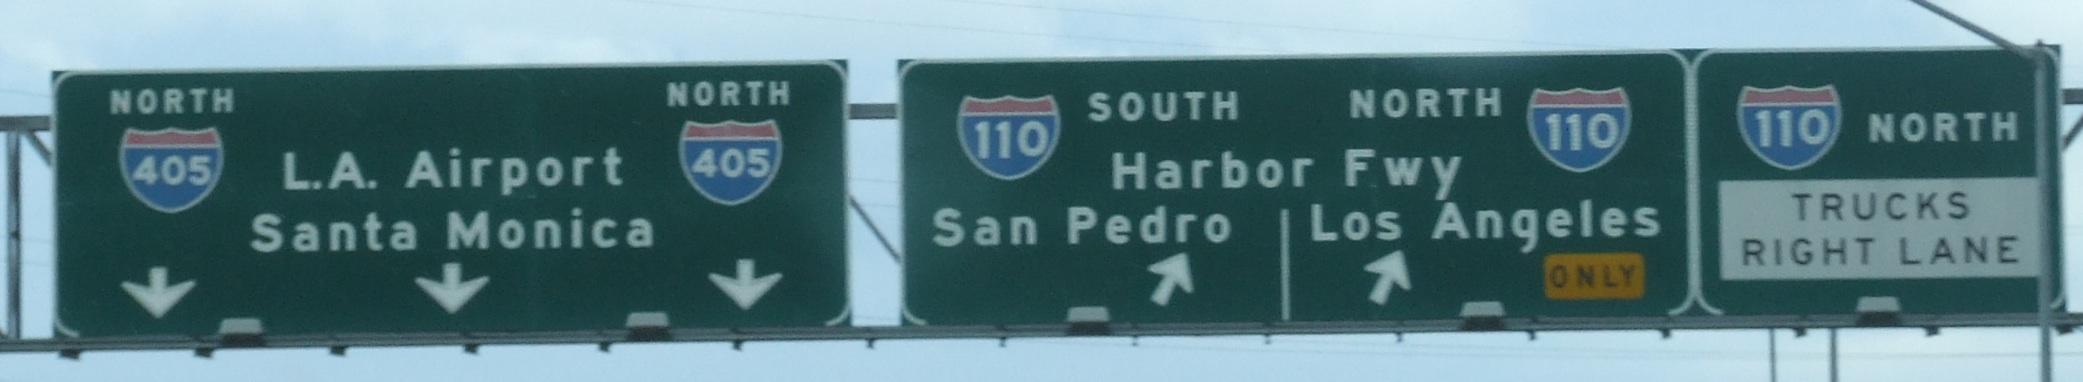 NORTH NORTH
405 L.A. Airport 405
Santa Monica
110 SOUTH NORTH 110
Harbor Fwy
San Pedro Los Angeles
ONLY
110 NORTH
TRUCKS
RIGHT LANE